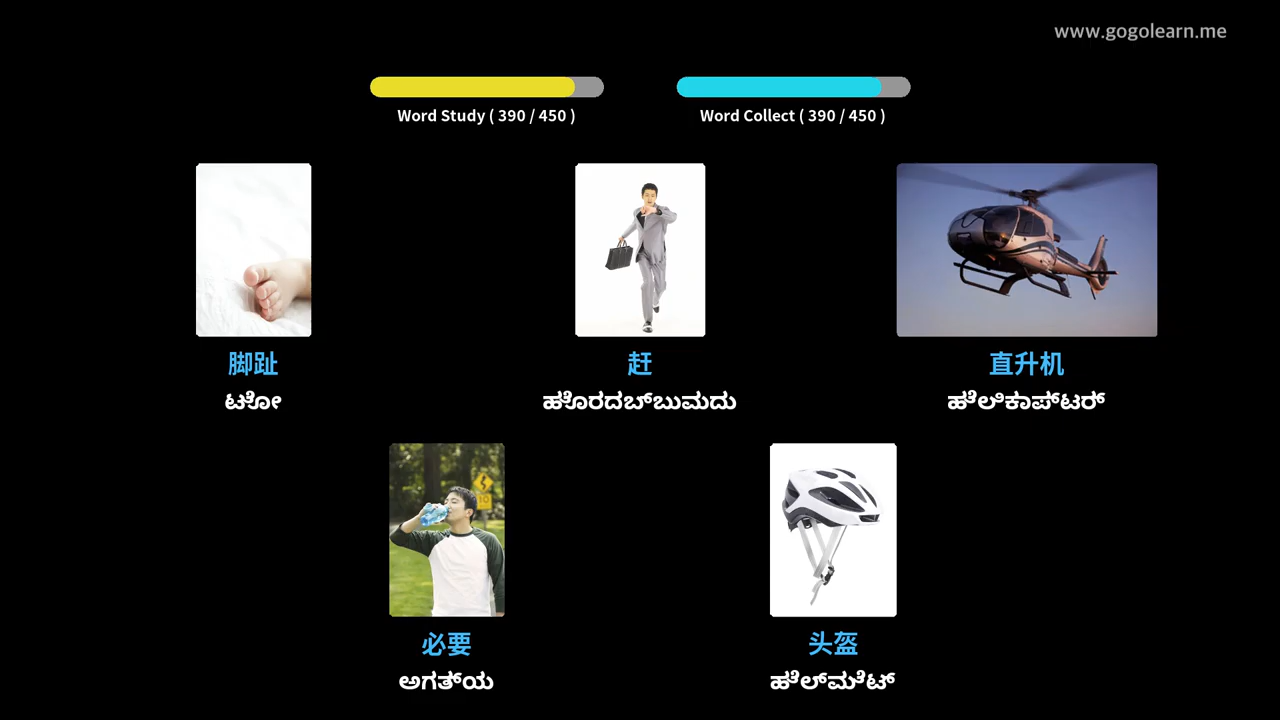 www.gogolearn.me
Word Study ( 390 / 450 )
Word Collect ( 390 / 450 )
脚趾
ಟೋ
赶
ಹೊರದಬ್ಬುಮದು
直升机
ಹೆಲಿಕಾಪ್ಟರ್
必要
ಅಗತ್ಯ
头盔
ಹೆಲ್ಮೆಟ್